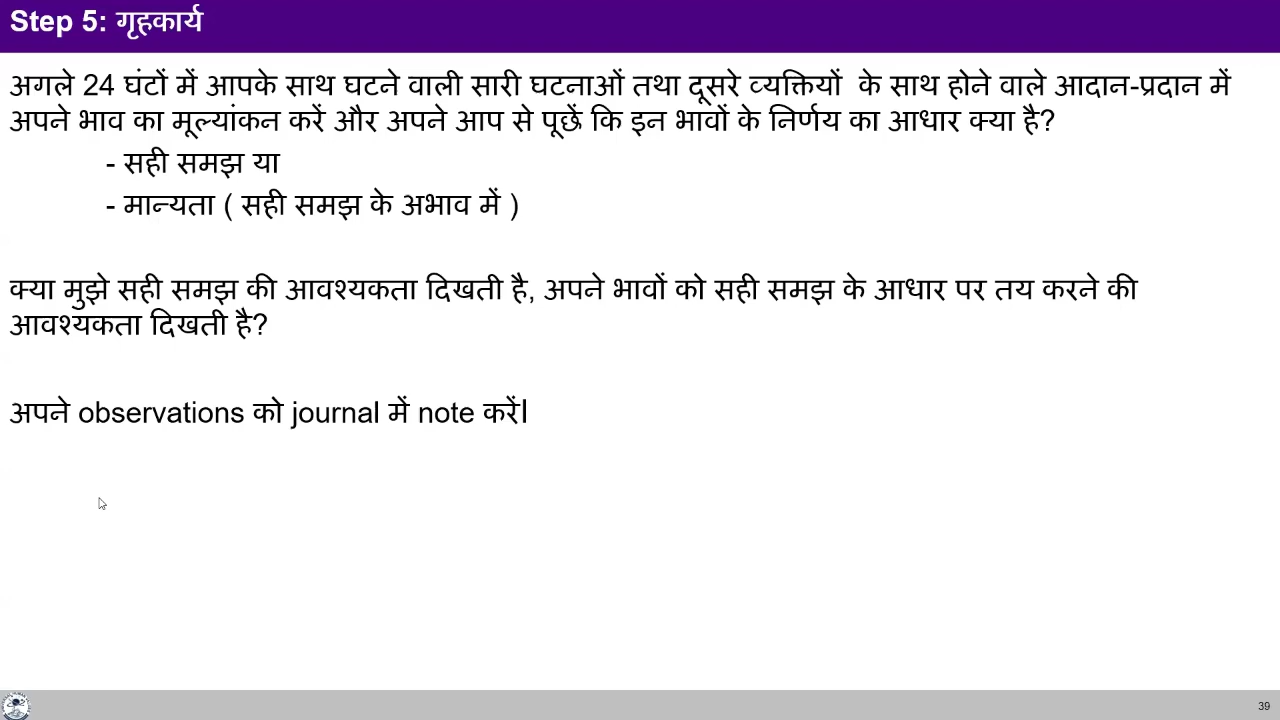 Step 5: गृहकार्य
अगले 24 घंटों में आपके साथ घटने वाली सारी घटनाओं तथा दूसरे व्यक्तियों के साथ होने वाले आदान-प्रदान में
अपने भाव का मूल्यांकन करें और अपने आप से पूछें कि इन भावों के निर्णय का आधार क्या है?
- सही समझ या
- मान्यता ( सही समझ के अभाव में )
क्या मुझे सही समझ की आवश्यकता दिखती है, अपने भावों को सही समझ के आधार पर तय करने की
आवश्यकता दिखती है?
अपने observations को journal में note करें।
39